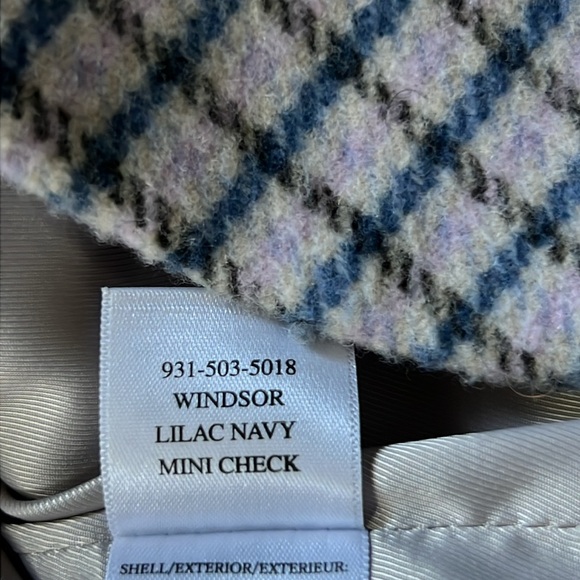 931-503-5018
WINDSOR
LILAC NAVY
MINI CHECK
SHELL/EXTERIOR/EXTERIEUR: